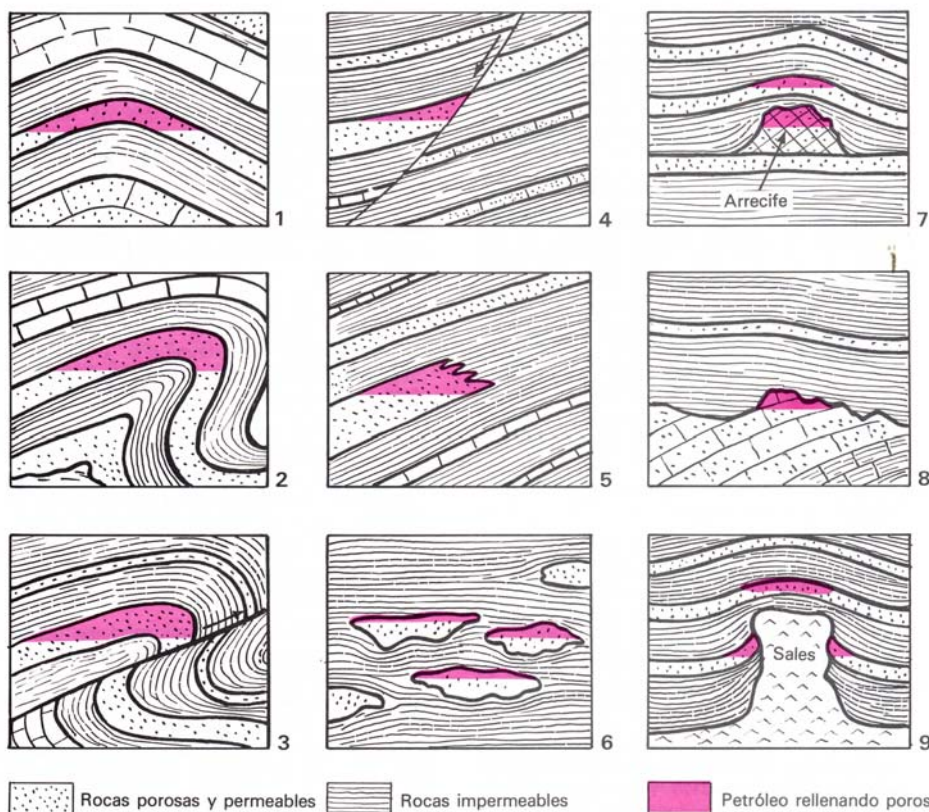 1
4
Arrecife
7
2
5
8
3
6
Sales
9
Rocas porosas y permeables
Rocas impermeables
Petróleo rellenando poros